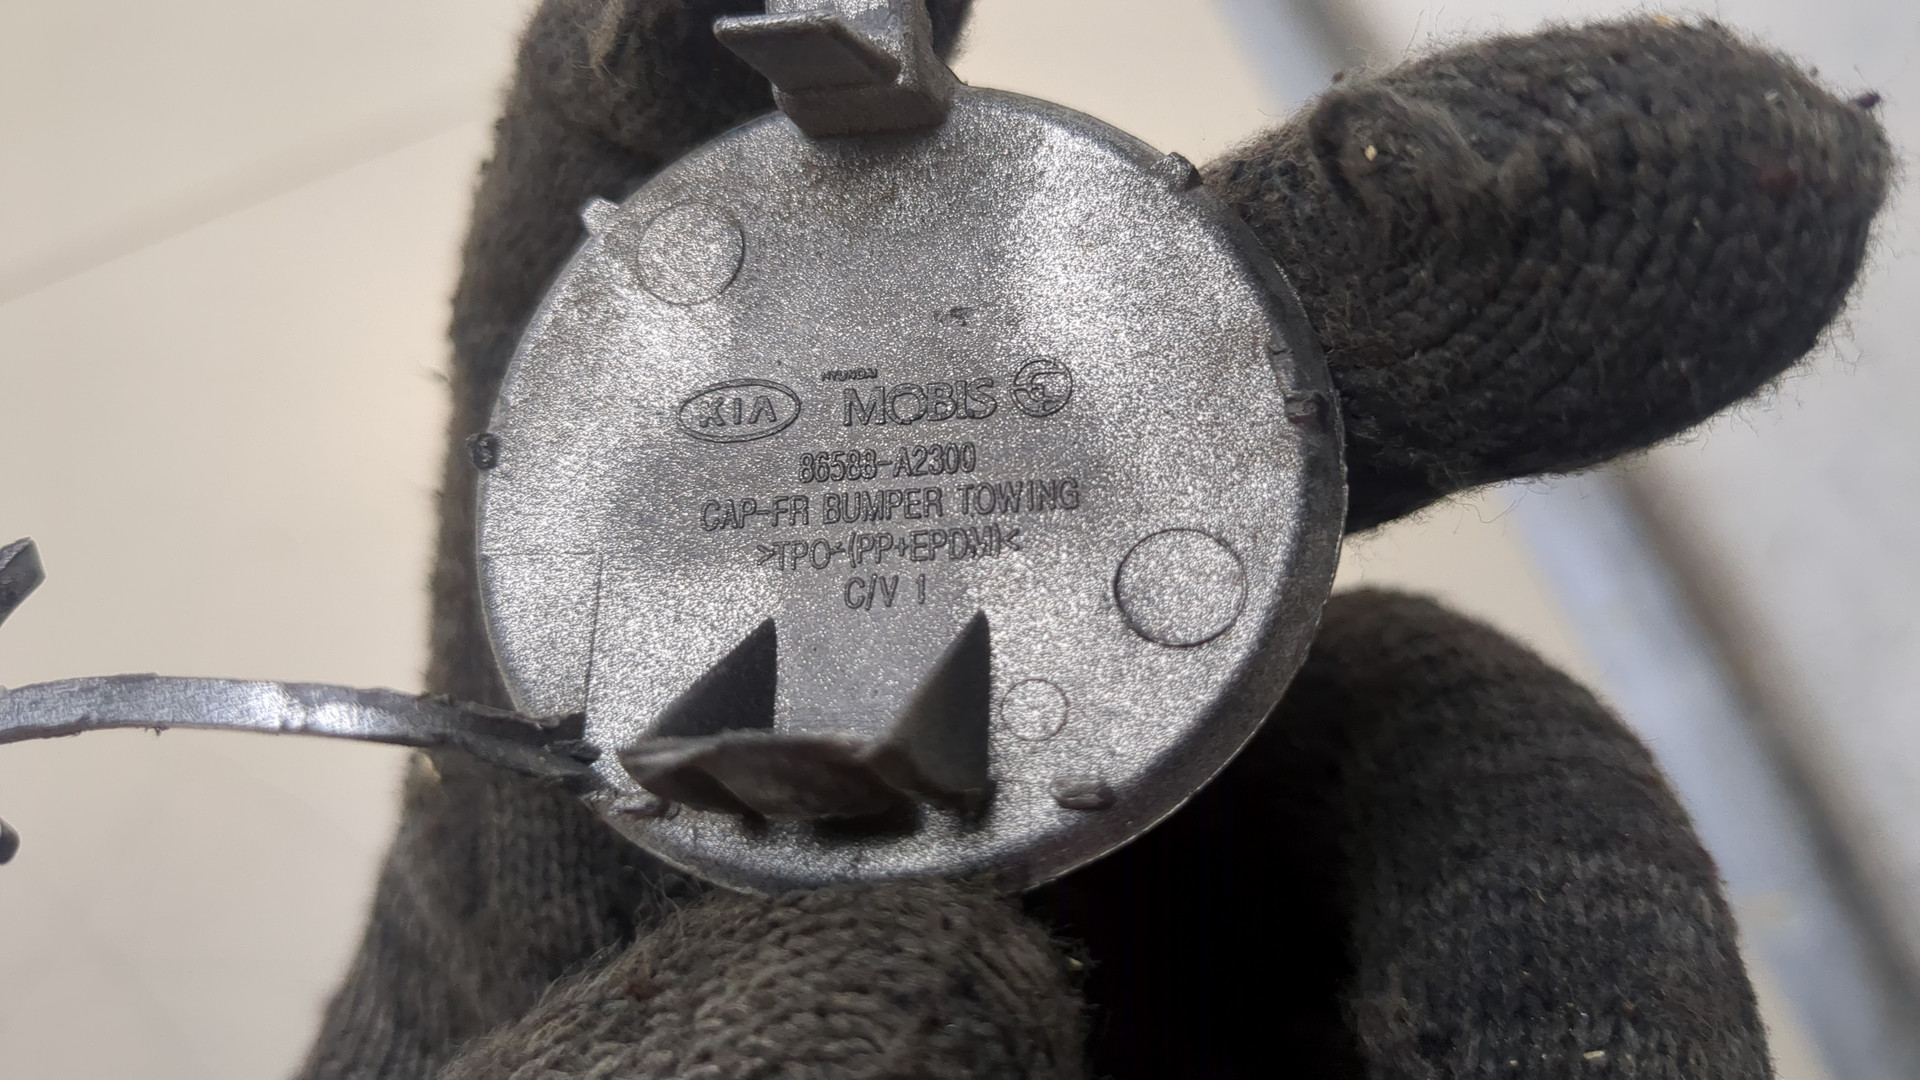 KIA HYUNDAI MOBIS
86588-A2300
CAP-FR BUMPER TOWING
>TPO-(PP+EPDM)<
C/V 1